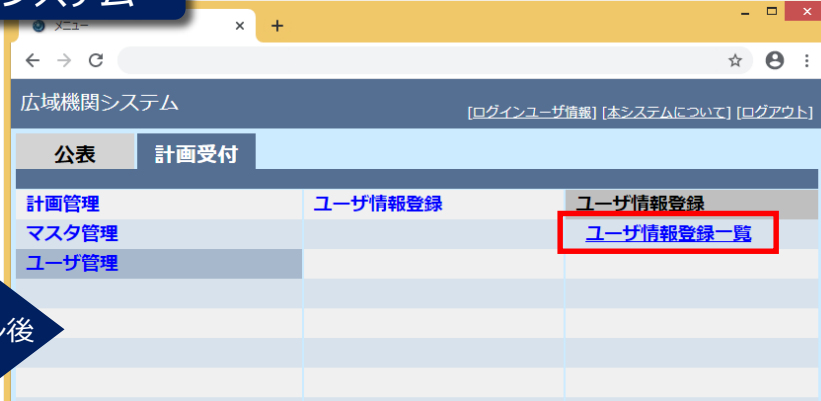 システム
メニュー
広域機関システム
[ログインユーザ情報] [本システムについて] [ログアウト]
公表 計画受付
計画管理 ユーザ情報登録 ユーザ情報登録
マスタ管理 ユーザ情報登録一覧
ユーザ管理
後